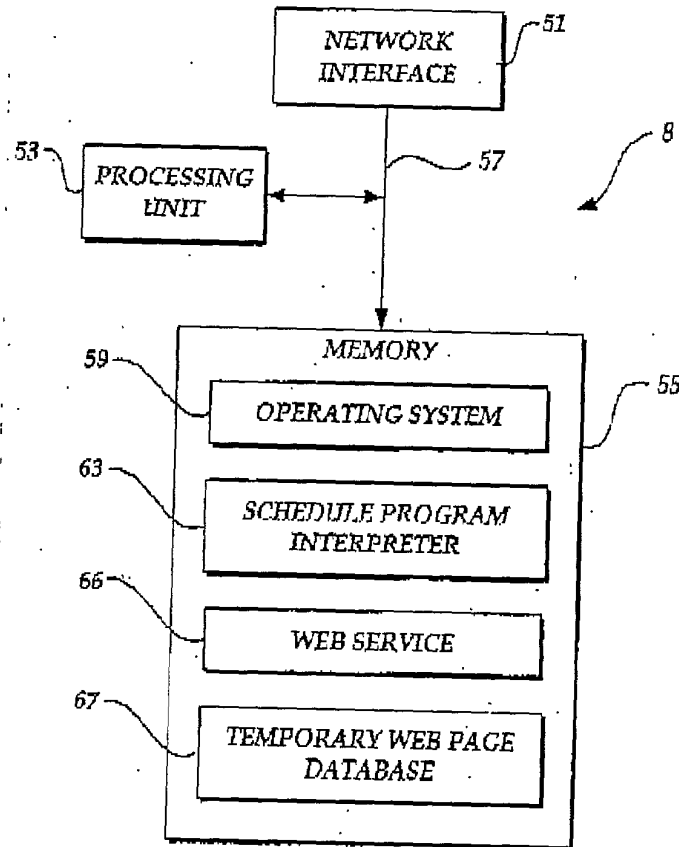 NETWORK
INTERFACE
51
53
PROCESSING
UNIT
57
8
MEMORY
59
OPERATING SYSTEM
55
63
SCHEDULE PROGRAM
INTERPRETER
66
WEB SERVICE
67
TEMPORARY WEB PAGE
DATABASE